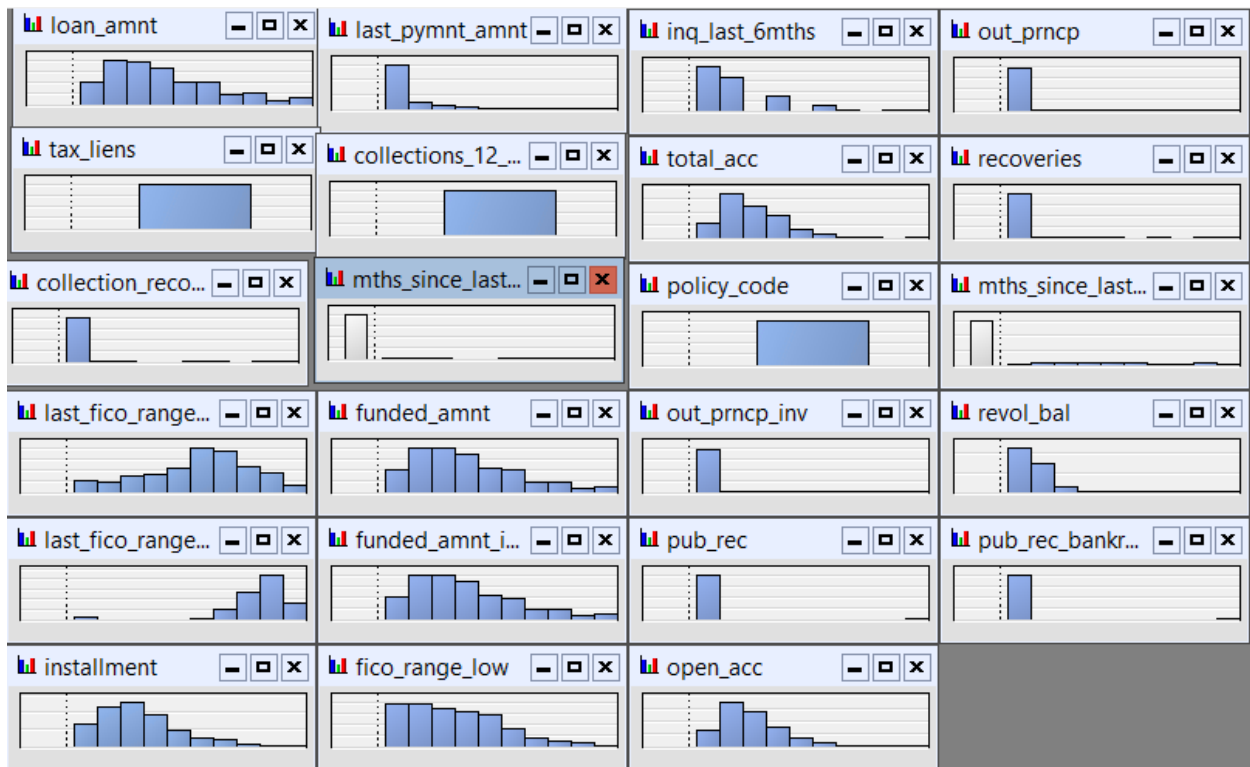 loan_amnt
last_pymnt_amnt
inq_last_6mths
out_prncp
tax_liens
collections_12_...
total_acc
recoveries
collection_reco...
mths_since_last...
policy_code
mths_since_last...
last_fico_range...
funded_amnt
out_prncp_inv
revol_bal
last_fico_range...
funded_amnt_i...
pub_rec
pub_rec_bankr...
installment
fico_range_low
open_acc